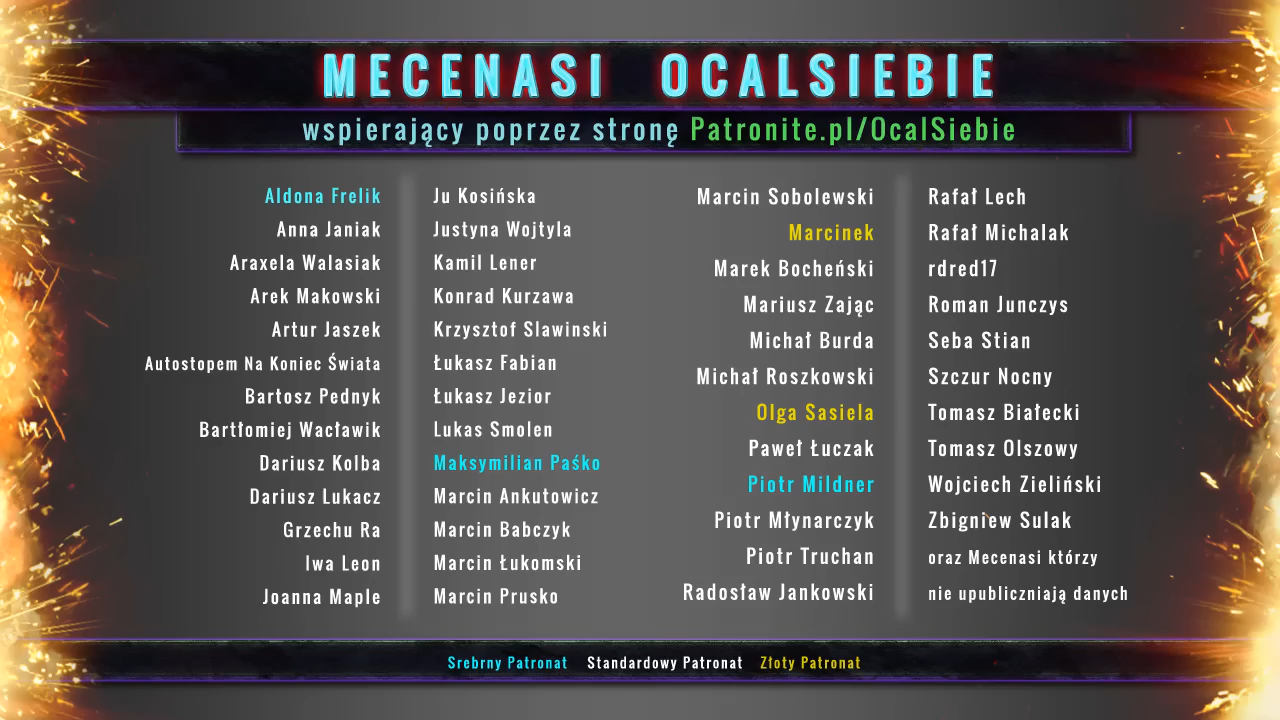 MECENASI OCALSIEBIE
wspierający poprzez stronę Patronite.pl/OcalSiebie
Aldona Frelik
Anna Janiak
Araxela Walasiak
Arek Makowski
Artur Jaszek
Autostopem Na Koniec Świata
Bartosz Pednyk
Bartłomiej Wacławik
Dariusz Kolba
Dariusz Lukacz
Grzechu Ra
Iwa Leon
Joanna Maple
Ju Kosińska
Justyna Wojtyla
Kamil Lener
Konrad Kurzawa
Krzysztof Slawinski
Łukasz Fabian
Łukasz Jezior
Lukas Smolen
Maksymilian Paśko
Marcin Ankutowicz
Marcin Babczyk
Marcin Łukomski
Marcin Prusko
Marcin Sobolewski
Marcinek
Marek Bocheński
Mariusz Zając
Michał Burda
Michał Roszkowski
Olga Sasiela
Paweł Łuczak
Piotr Mildner
Piotr Młynarczyk
Piotr Truchan
Radosław Jankowski
Rafał Lech
Rafał Michalak
rdred17
Roman Junczys
Seba Stian
Szczur Nocny
Tomasz Białecki
Tomasz Olszowy
Wojciech Zieliński
Zbigniew Sulak
oraz Mecenasi którzy
nie upubliczniają danych
Srebrny Patronat Standardowy Patronat Złoty Patronat